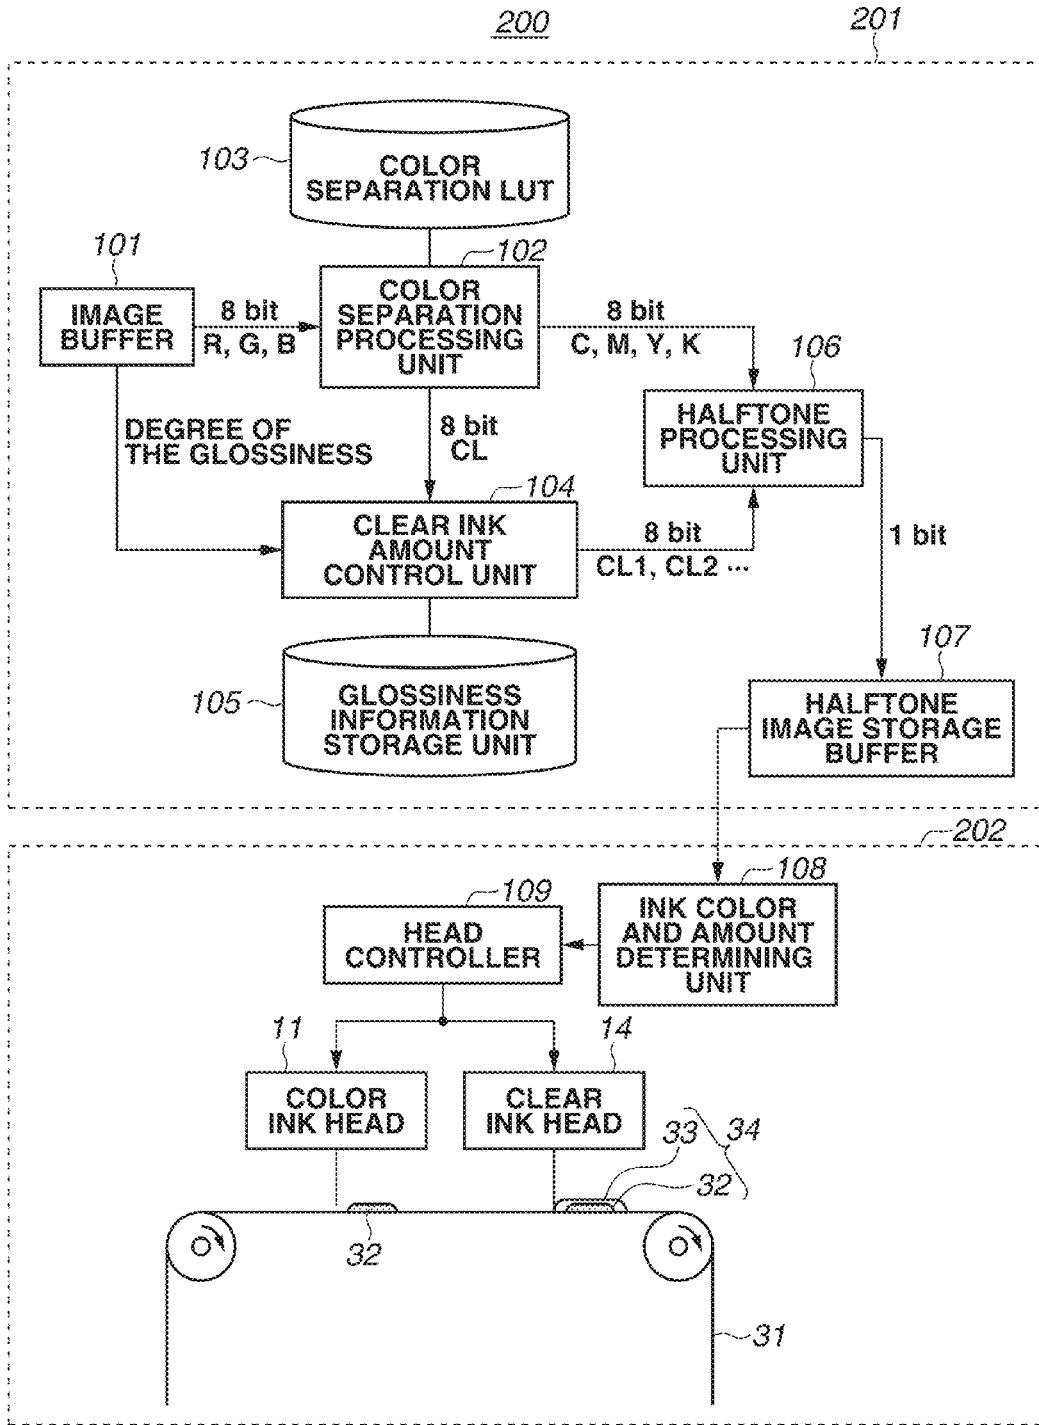 200
201
103
COLOR
SEPARATION LUT
101
102
IMAGE
BUFFER
8 bit
R, G, B
COLOR
SEPARATION
PROCESSING
UNIT
8 bit
C, M, Y, K
106
DEGREE OF
THE GLOSSINESS
8 bit
CL
HALFTONE
PROCESSING
UNIT
104
CLEAR INK
AMOUNT
CONTROL UNIT
8 bit
CL1, CL2 ···
1 bit
107
105
GLOSSINESS
INFORMATION
STORAGE UNIT
HALFTONE
IMAGE STORAGE
BUFFER
202
108
109
HEAD
CONTROLLER
INK COLOR
AND AMOUNT
DETERMINING
UNIT
11
14
COLOR
INK HEAD
CLEAR
INK HEAD
33
34
32
32
31